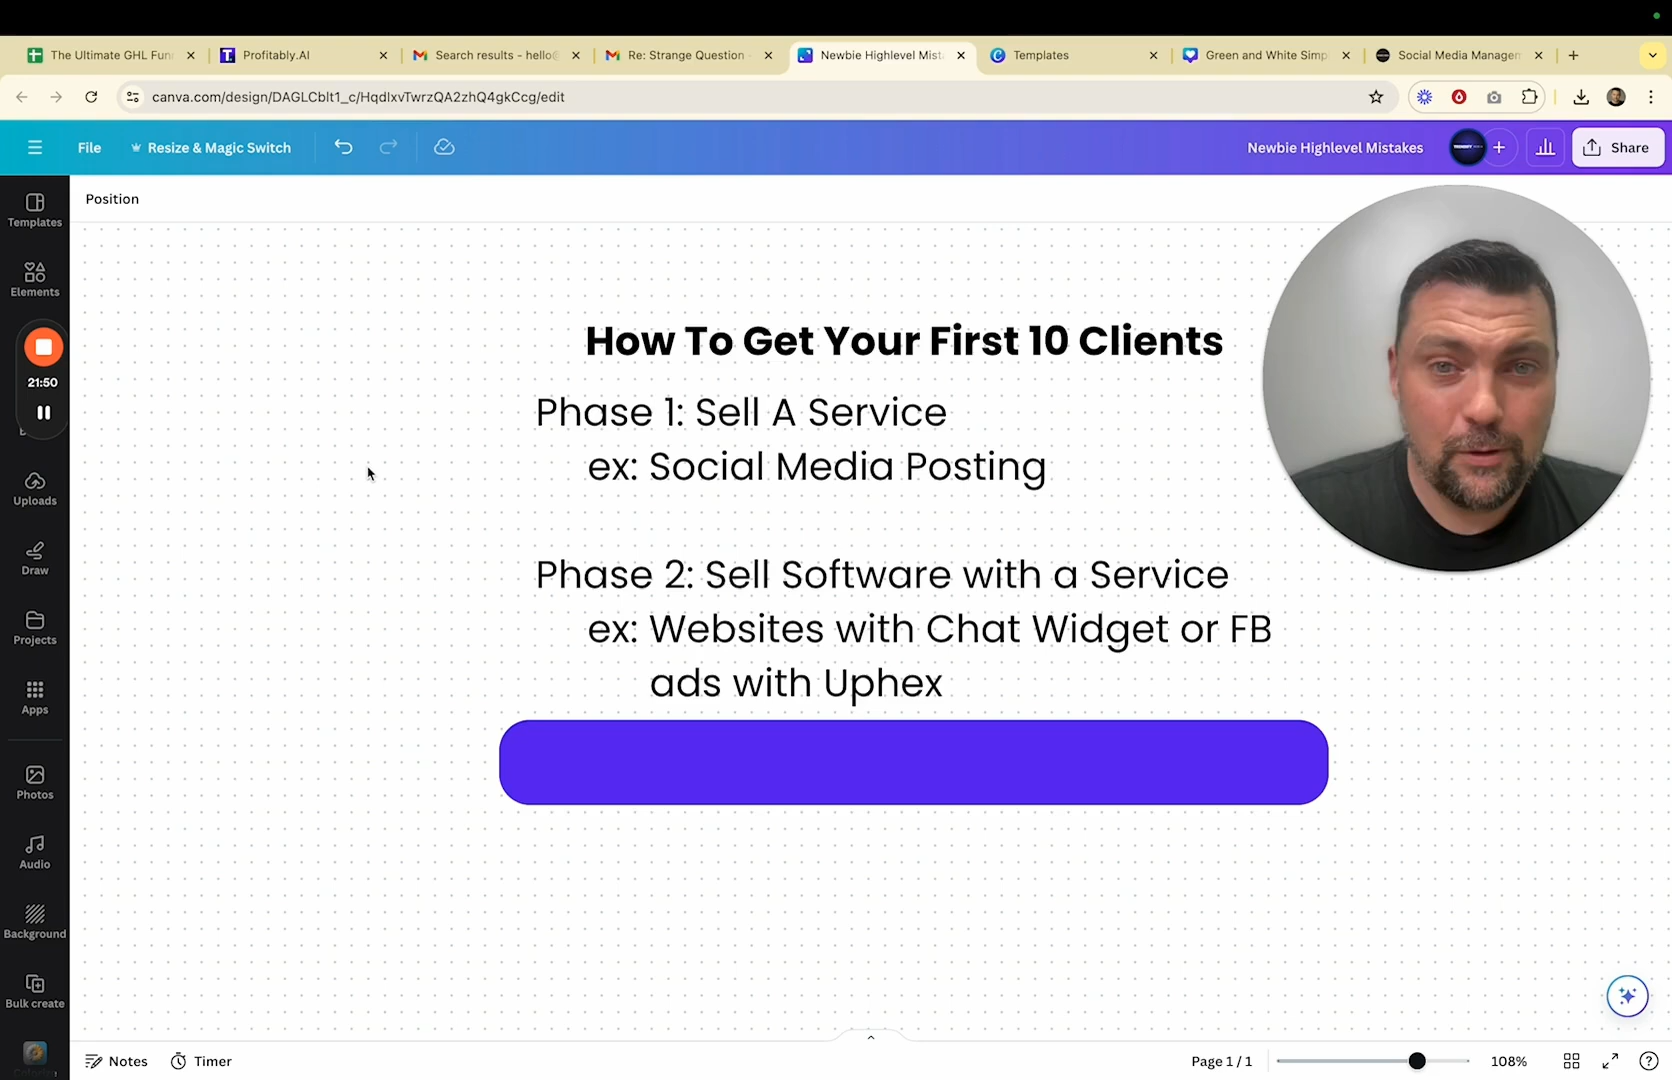 The Ultimate GHL Fun
Profitably.AI
Search results - hello@
Re: Strange Question -
Newbie Highlevel Mist
Templates
Green and White Simp
Social Media Managem
canva.com/design/DAGLCblt1_c/HqdlxvTwrzQA2zhQ4gkCcg/edit
File
Resize & Magic Switch
Newbie Highlevel Mistakes
Share
Position
Templates
Elements
21:50
Uploads
Draw
Projects
Apps
Photos
Audio
Background
Bulk create
How To Get Your First 10 Clients
Phase 1: Sell A Service
ex: Social Media Posting
Phase 2: Sell Software with a Service
ex: Websites with Chat Widget or FB
ads with Uphex
Notes
Timer
Page 1 / 1
108%